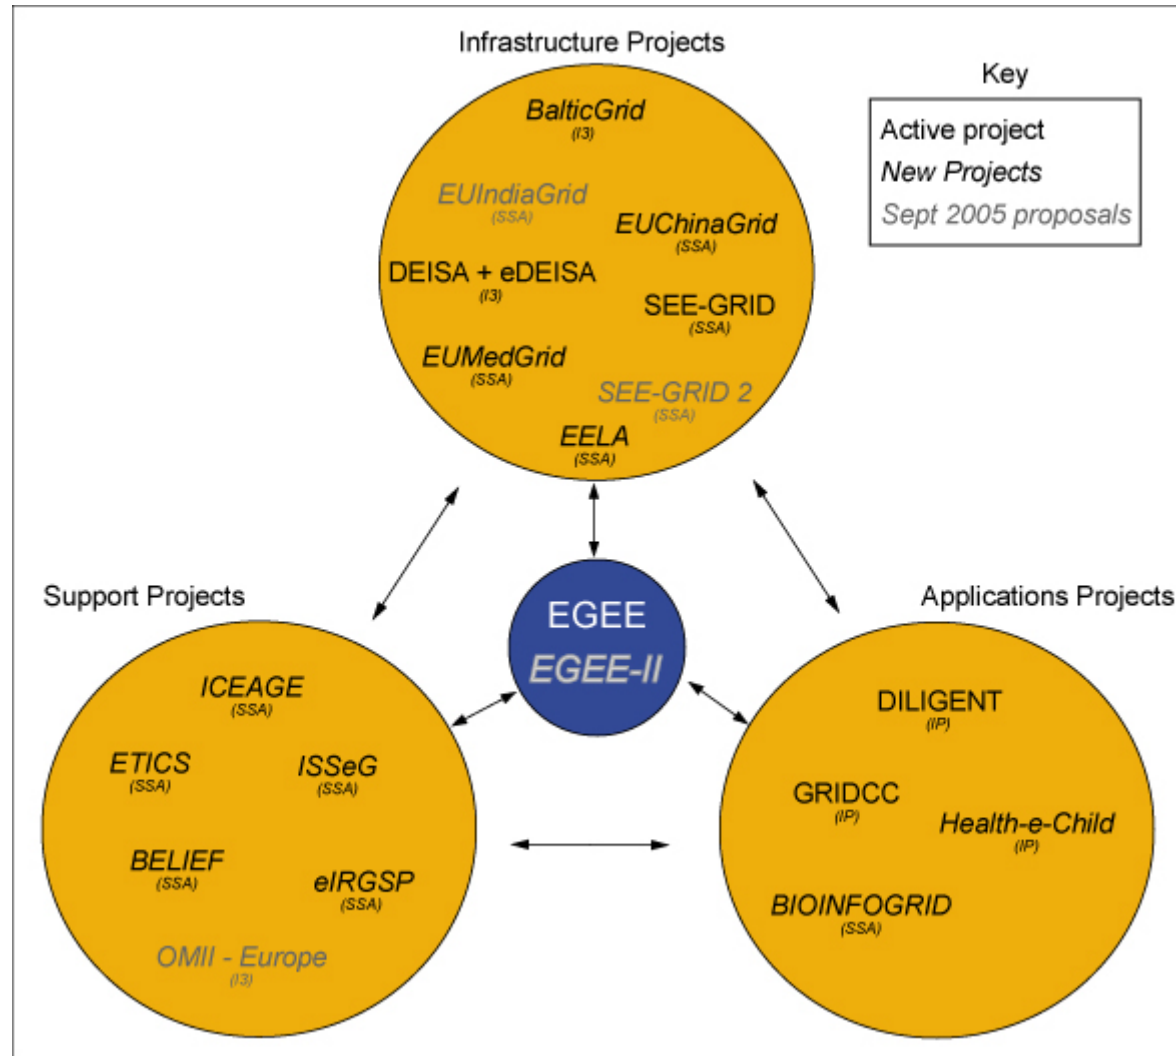 Infrastructure Projects
Key
Active project
New Projects
Sept 2005 proposals
BalticGrid
(I3)
EUIndiaGrid
(SSA)
EUChinaGrid
(SSA)
DEISA + eDEISA
(I3)
SEE-GRID
(SSA)
EUMedGrid
(SSA)
SEE-GRID 2
(SSA)
EELA
(SSA)
EGEE
EGEE-II
Support Projects
ICEAGE
(SSA)
ETICS
(SSA)
ISSeG
(SSA)
BELIEF
(SSA)
eIRGSP
(SSA)
OMII - Europe
(I3)
Applications Projects
DILIGENT
(IP)
GRIDCC
(IP)
Health-e-Child
(IP)
BIOINFOGRID
(SSA)